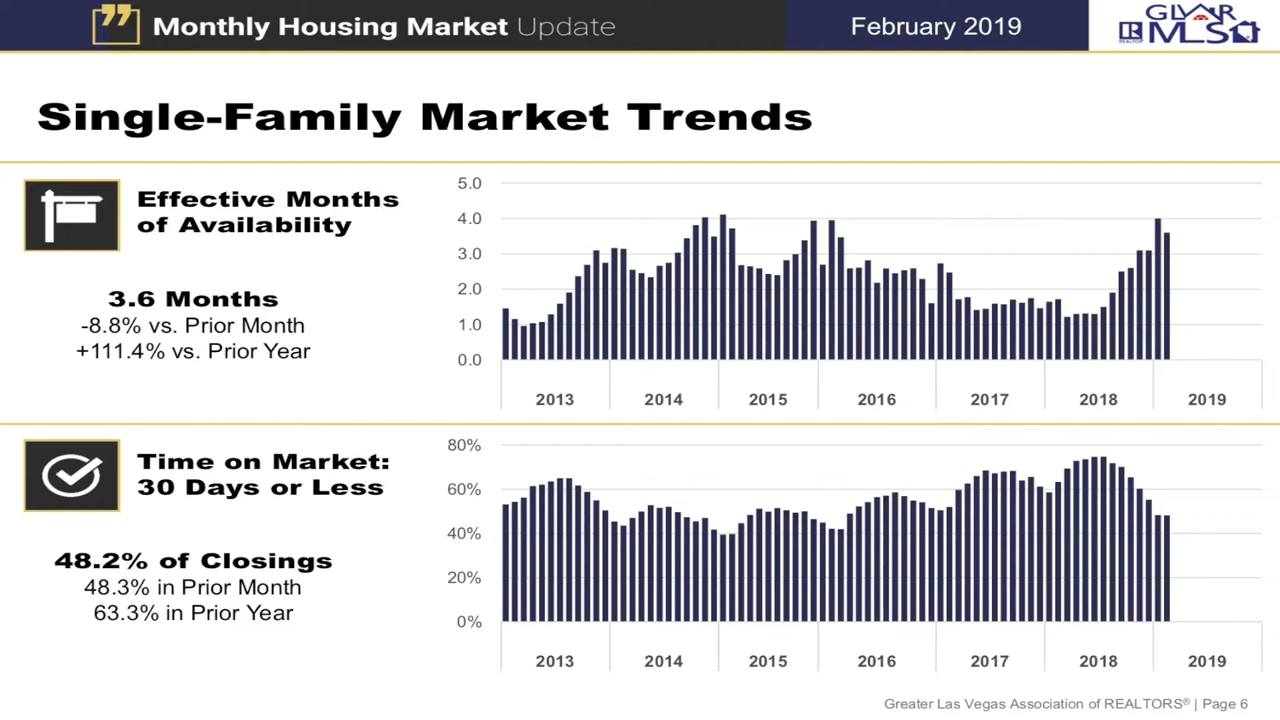 Monthly Housing Market Update
February 2019
GLVAR
REALTOR
MLS
Single-Family Market Trends
Effective Months
of Availability
3.6 Months
-8.8% vs. Prior Month
+111.4% vs. Prior Year
5.0
4.0
3.0
2.0
1.0
0.0
2013 2014 2015 2016 2017 2018 2019
Time on Market:
30 Days or Less
48.2% of Closings
48.3% in Prior Month
63.3% in Prior Year
80%
60%
40%
20%
0%
2013 2014 2015 2016 2017 2018 2019
Greater Las Vegas Association of REALTORS® | Page 6